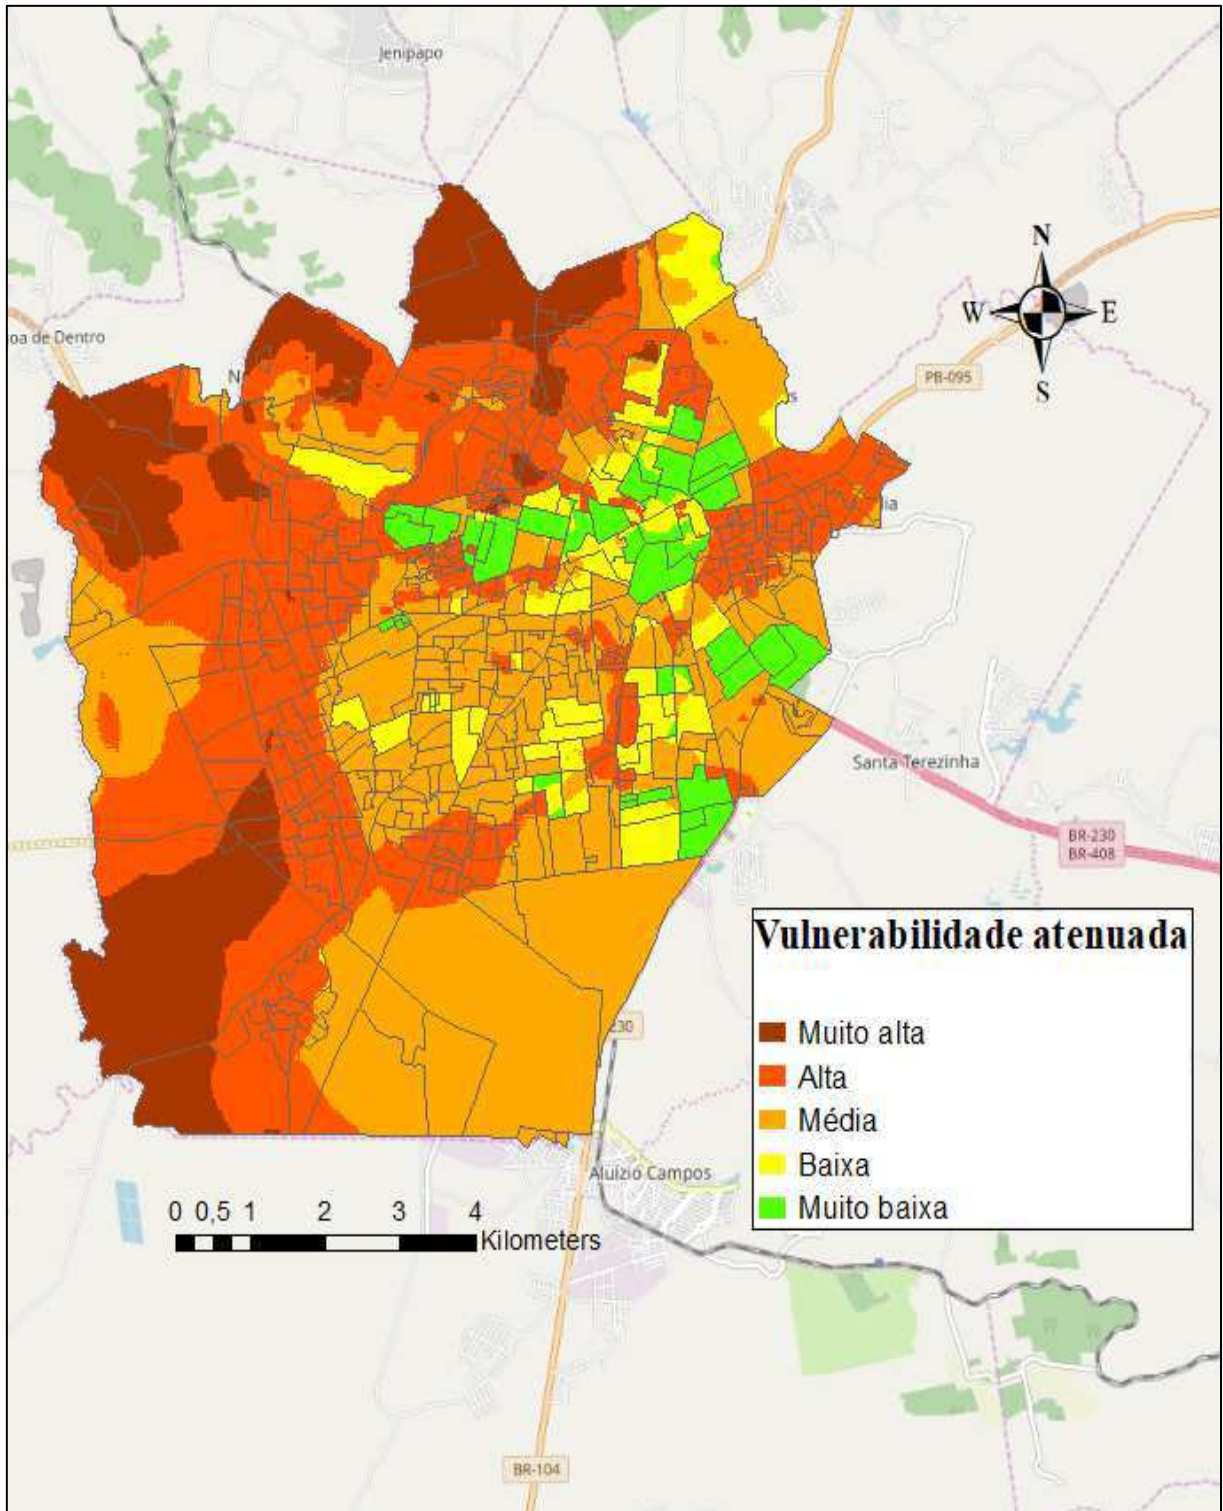 Jenipapo
N
W E
S
oa de Dentro
N
PB-095
Santa Terezinha
BR-230
BR-408
Vulnerabilidade atenuada
Muito alta
Alta
Média
Baixa
Muito baixa
230
Aluízio Campos
0 0,5 1 2 3 4
Kilometers
BR-104